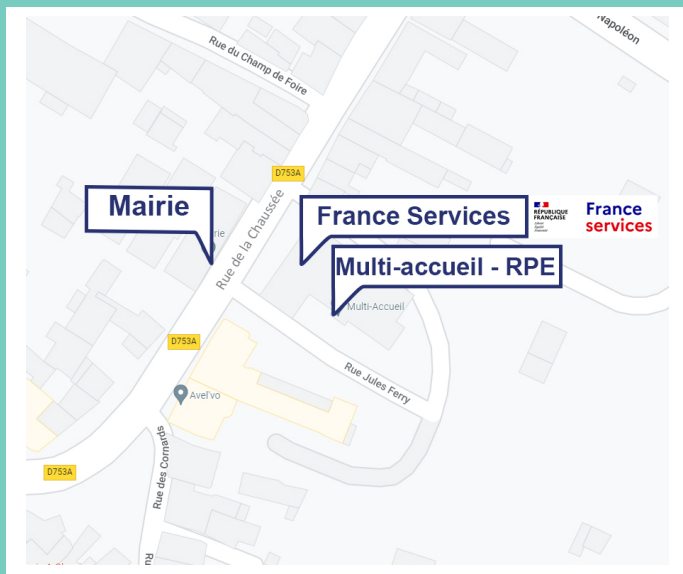 Napoléon
Rue du Champ de Foire
D753A
Mairie
France Services
RÉPUBLIQUE
FRANÇAISE
France
services
Rue de la Chaussée
Multi-accueil - RPE
Multi-Accueil
D753A
Rue Jules Ferry
Avel'vo
Rue des Cornards
D753A